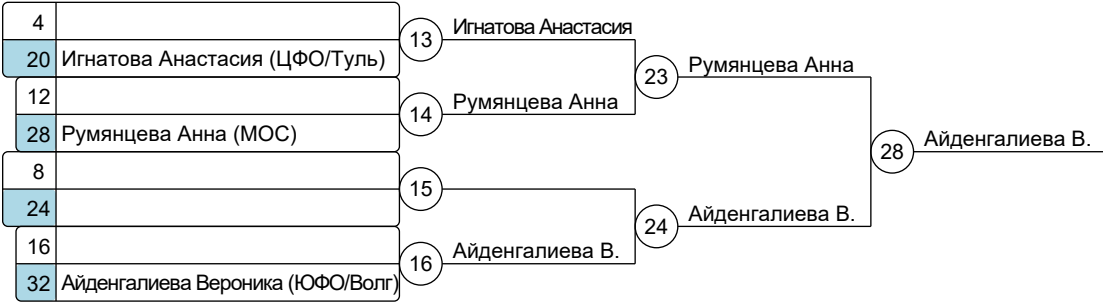 4
20 Игнатова Анастасия (ЦФО/Туль)
12
28 Румянцева Анна (МОС)
8
24
16
32 Айденгалиева Вероника (ЮФО/Волг)
13 Игнатова Анастасия
14 Румянцева Анна
15
16 Айденгалиева В.
23 Румянцева Анна
24 Айденгалиева В.
28 Айденгалиева В.